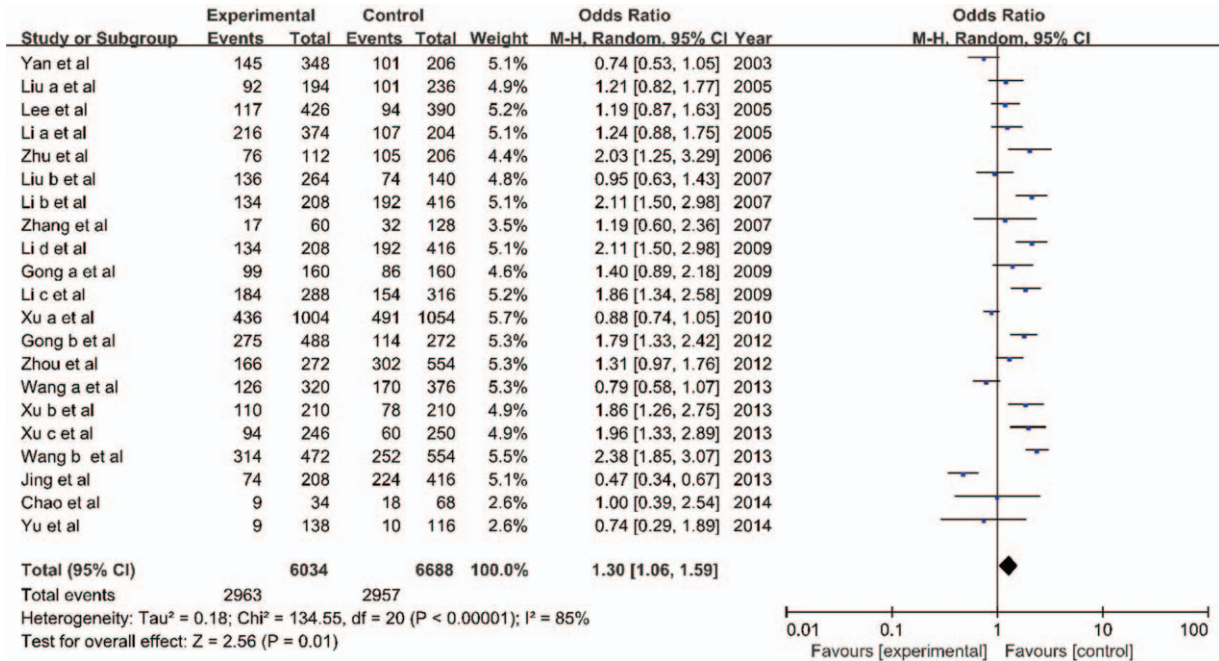 Experimental Control Odds Ratio Odds Ratio
Study or Subgroup Events Total Events Total Weight M-H, Random, 95% CI Year M-H, Random, 95% CI
Yan et al 145 348 101 206 5.1% 0.74 [0.53, 1.05] 2003
Liu a et al 92 194 101 236 4.9% 1.21 [0.82, 1.77] 2005
Lee et al 117 426 94 390 5.2% 1.19 [0.87, 1.63] 2005
Li a et al 216 374 107 204 5.1% 1.24 [0.88, 1.75] 2005
Zhu et al 76 112 105 206 4.4% 2.03 [1.25, 3.29] 2006
Liu b et al 136 264 74 140 4.8% 0.95 [0.63, 1.43] 2007
Li b et al 134 208 192 416 5.1% 2.11 [1.50, 2.98] 2007
Zhang et al 17 60 32 128 3.5% 1.19 [0.60, 2.36] 2007
Li d et al 134 208 192 416 5.1% 2.11 [1.50, 2.98] 2009
Gong a et al 99 160 86 160 4.6% 1.40 [0.89, 2.18] 2009
Li c et al 184 288 154 316 5.2% 1.86 [1.34, 2.58] 2009
Xu a et al 436 1004 491 1054 5.7% 0.88 [0.74, 1.05] 2010
Gong b et al 275 488 114 272 5.3% 1.79 [1.33, 2.42] 2012
Zhou et al 166 272 302 554 5.3% 1.31 [0.97, 1.76] 2012
Wang a et al 126 320 170 376 5.3% 0.79 [0.58, 1.07] 2013
Xu b et al 110 210 78 210 4.9% 1.86 [1.26, 2.75] 2013
Xu c et al 94 246 60 250 4.9% 1.96 [1.33, 2.89] 2013
Wang b et al 314 472 252 554 5.5% 2.38 [1.85, 3.07] 2013
Jing et al 74 208 224 416 5.1% 0.47 [0.34, 0.67] 2013
Chao et al 9 34 18 68 2.6% 1.00 [0.39, 2.54] 2014
Yu et al 9 138 10 116 2.6% 0.74 [0.29, 1.89] 2014
Total (95% CI) 6034 6688 100.0% 1.30 [1.06, 1.59]
Total events 2963 2957
Heterogeneity: Tau² = 0.18; Chi² = 134.55, df = 20 (P < 0.00001); I² = 85%
Test for overall effect: Z = 2.56 (P = 0.01)
0.01 0.1 1 10 100
Favours [experimental] Favours [control]